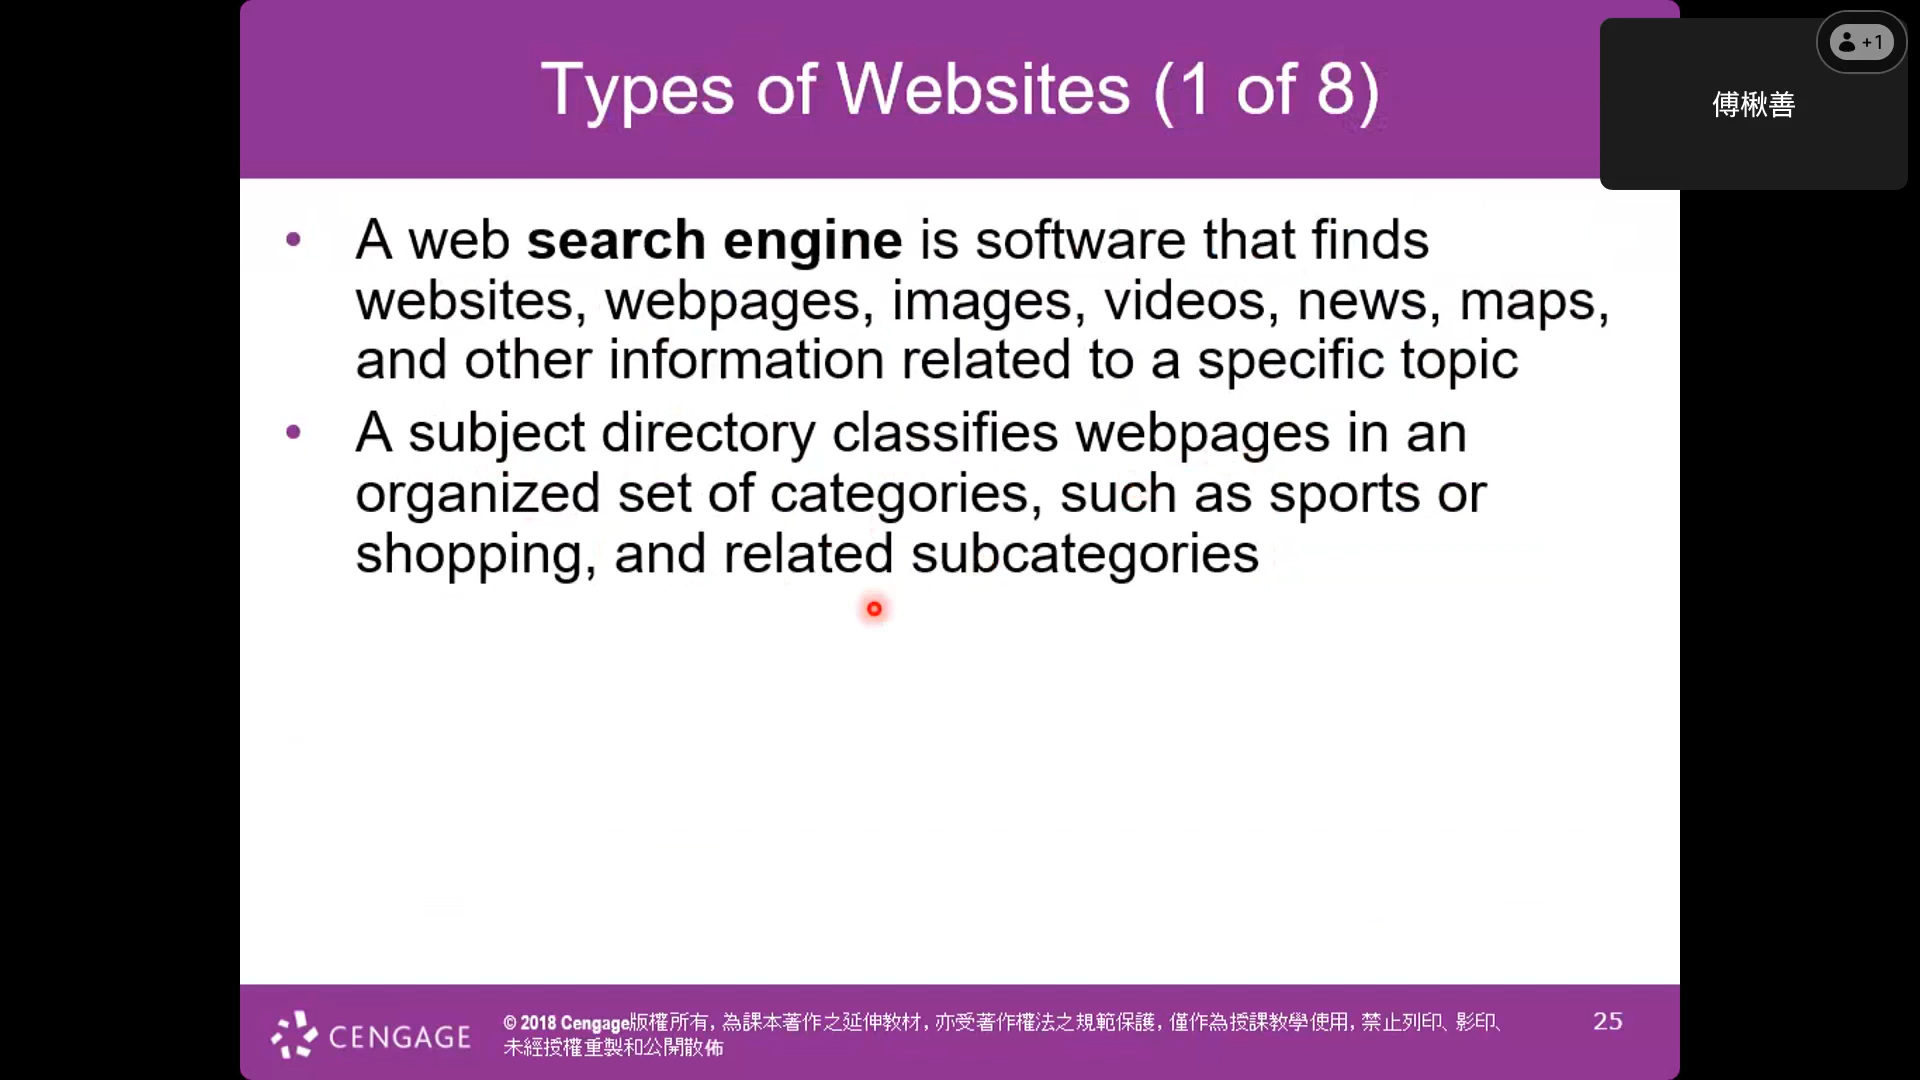 Types of Websites (1 of 8)
+1
傅楸善
• A web search engine is software that finds
websites, webpages, images, videos, news, maps,
and other information related to a specific topic
• A subject directory classifies webpages in an
organized set of categories, such as sports or
shopping, and related subcategories
CENGAGE
© 2018 Cengage版權所有, 為課本著作之延伸教材, 亦受著作權法之規範保護, 僅作為授課教學使用, 禁止列印、影印、
未經授權重製和公開散佈
25